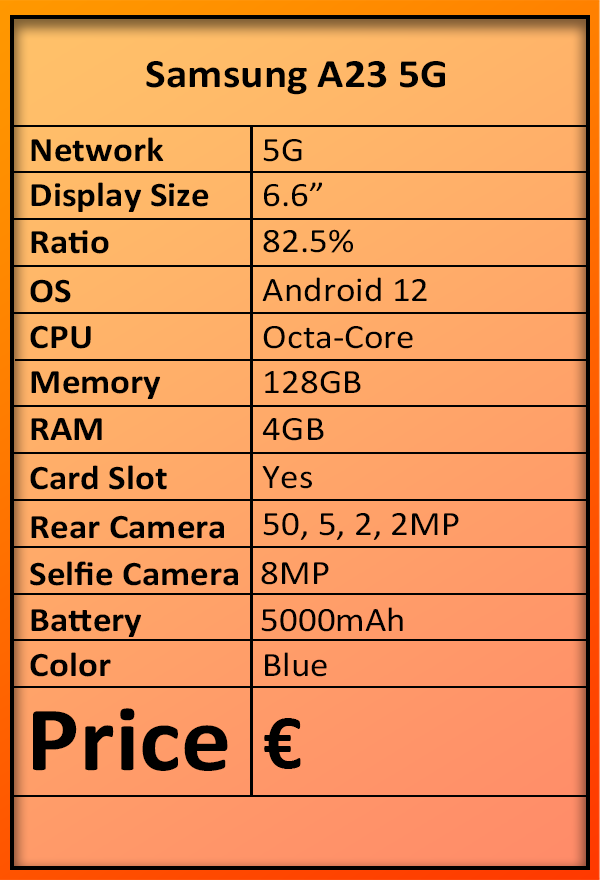 Samsung A23 5G
Network 5G
Display Size 6.6”
Ratio 82.5%
OS Android 12
CPU Octa-Core
Memory 128GB
RAM 4GB
Card Slot Yes
Rear Camera 50, 5, 2, 2MP
Selfie Camera 8MP
Battery 5000mAh
Color Blue
Price €